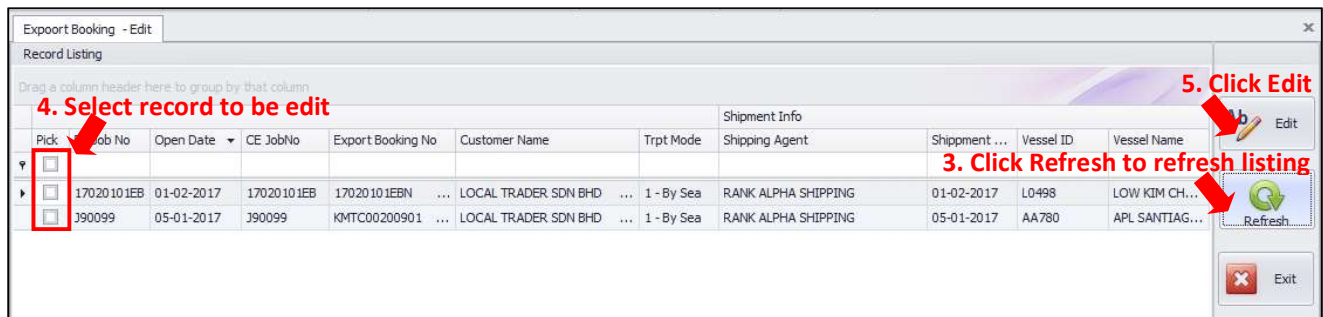 Expoort Booking - Edit
Record Listing
Drag a column header here to group by that column
5. Click Edit
4. Select record to be edit
Shipment Info
Edit
Pick Job No Open Date CE JobNo Export Booking No Customer Name Trpt Mode Shipping Agent Shippment ... Vessel ID Vessel Name
3. Click Refresh to refresh listing
17020101EB 01-02-2017 17020101EB 17020101EBN ... LOCAL TRADER SDN BHD ... 1 - By Sea RANK ALPHA SHIPPING 01-02-2017 L0498 LOW KIM CH...
J90099 05-01-2017 J90099 KMTC00200901 ... LOCAL TRADER SDN BHD ... 1 - By Sea RANK ALPHA SHIPPING 05-01-2017 AA780 APL SANTIAG...
Refresh
Exit